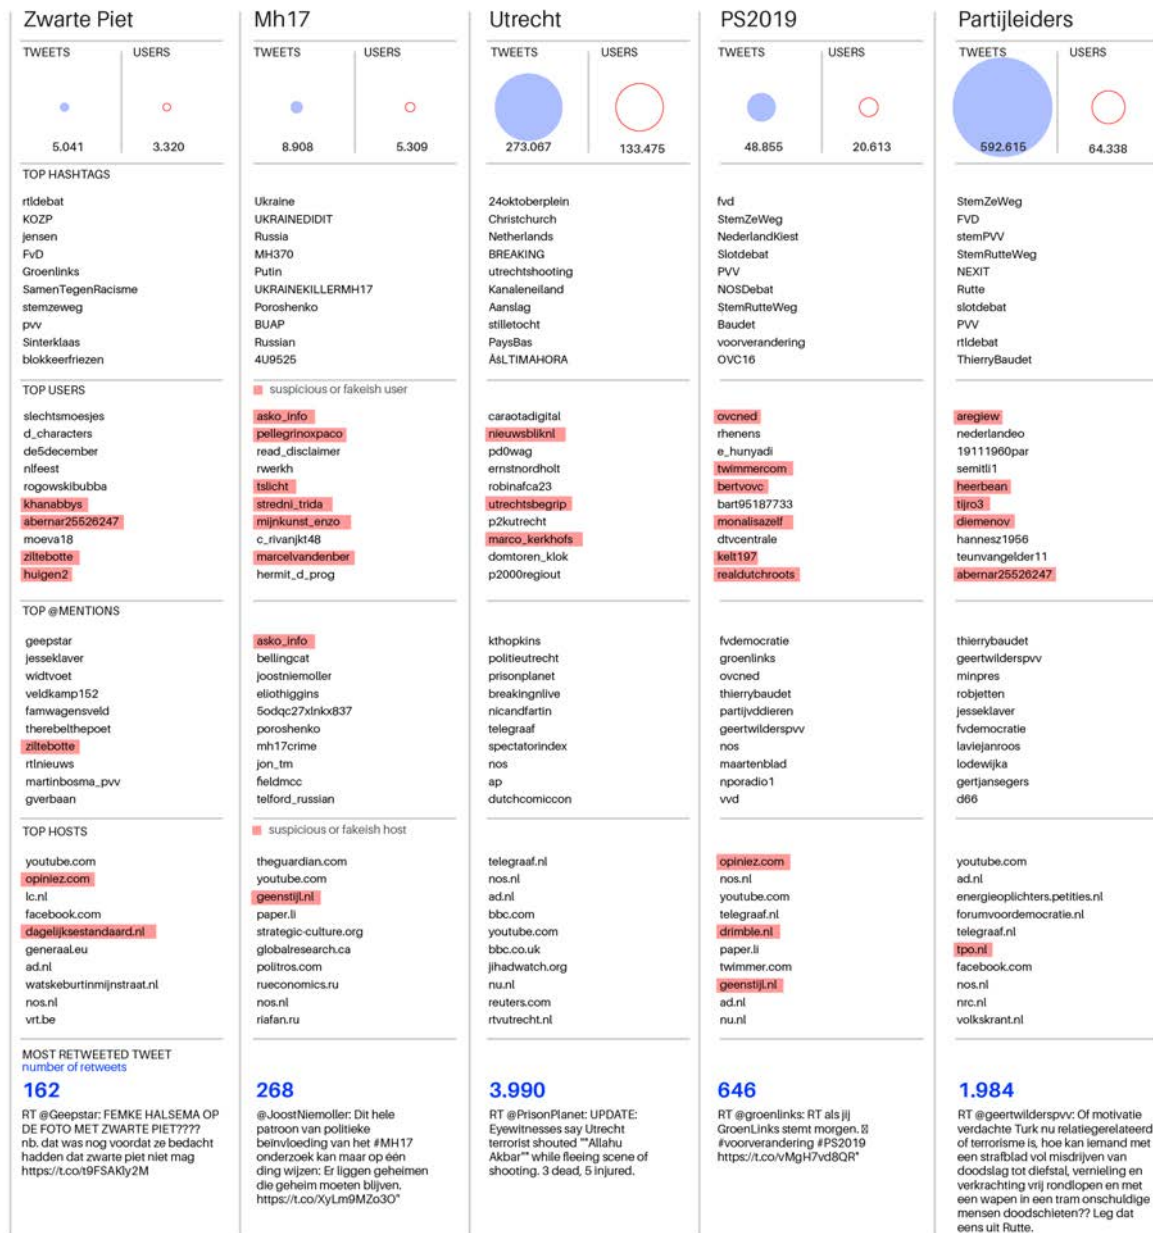 Zwarte Piet
TWEETS
USERS
5.041
3.320
TOP HASHTAGS
rtldebat
KOZP
jensen
FvD
Groenlinks
SamenTegenRacisme
stemzeweg
pvv
Sinterklaas
blokkeerfriezen
TOP USERS
slechtsmoesjes
d_characters
de5december
nlfeest
rogowskibubba
khanabbys
abernar25526247
moeva18
ziltebotte
huigen2
TOP @MENTIONS
geepstar
jesseklaver
widtvoet
veldkamp152
famwagensveld
therebelthepoet
ziltebotte
rtlnieuws
martinbosma_pvv
gverbaan
TOP HOSTS
youtube.com
opiniez.com
lc.nl
facebook.com
dagelijksestandaard.nl
generaal.eu
ad.nl
watskeburtinmijnstraat.nl
nos.nl
vrt.be
MOST RETWEETED TWEET
number of retweets
162
RT @Geepstar: FEMKE HALSEMA OP
DE FOTO MET ZWARTE PIET????
nb. dat was nog voordat ze bedacht
hadden dat zwarte piet niet mag
https://t.co/t9FSAKly2M
Mh17
TWEETS
USERS
8.908
5.309
Ukraine
UKRAINEDIDIT
Russia
MH370
Putin
UKRAINEKILLERMH17
Poroshenko
BUAP
Russian
4U9525
suspicious or fakeish user
asko_info
pellegrinoxpaco
read_disclaimer
rwerkh
tslicht
stredni_trida
mijnkunst_enzo
c_rivanjkt48
marcelvandenber
hermit_d_prog
asko_info
bellingcat
joostniemoller
eliothiggins
5odqc27xlnkx837
poroshenko
mh17crime
jon_tm
fieldmcc
telford_russian
suspicious or fakeish host
theguardian.com
youtube.com
geenstijl.nl
paper.li
strategic-culture.org
globalresearch.ca
politros.com
rueconomics.ru
nos.nl
riafan.ru
268
@JoostNiemoller: Dit hele
patroon van politieke
beïnvloeding van het #MH17
onderzoek kan maar op één
ding wijzen: Er liggen geheimen
die geheim moeten blijven.
https://t.co/XyLm9MZo3O"
Utrecht
TWEETS
USERS
273.067
133.475
24oktoberplein
Christchurch
Netherlands
BREAKING
utrechtshooting
Kanaleneiland
Aanslag
stilletocht
PaysBas
ÃšLTIMAHORA
caraotadigital
nieuwsbliknl
pd0wag
ernstnordholt
robinafca23
utrechtsbegrip
p2kutrecht
marco_kerkhofs
domtoren_klok
p2000regiout
kthopkins
politieutrecht
prisonplanet
breakingnlive
nicandfartin
telegraaf
spectatorindex
nos
ap
dutchcomiccon
telegraaf.nl
nos.nl
ad.nl
bbc.com
youtube.com
bbc.co.uk
jihadwatch.org
nu.nl
reuters.com
rtvutrecht.nl
3.990
RT @PrisonPlanet: UPDATE:
Eyewitnesses say Utrecht
terrorist shouted ""Allahu
Akbar"" while fleeing scene of
shooting. 3 dead, 5 injured.
PS2019
TWEETS
USERS
48.855
20.613
fvd
StemZeWeg
NederlandKiest
Slotdebat
PVV
NOSDebat
StemRutteWeg
Baudet
voorverandering
OVC16
ovcned
rhenens
e_hunyadi
twimmercom
bertvovc
bart95187733
monalisazelf
dtvcentrale
kelt197
realdutchroots
fvdemocratie
groenlinks
ovcned
thierrybaudet
partijvddieren
geertwilderspvv
nos
maartenblad
nporadio1
vvd
opiniez.com
nos.nl
youtube.com
telegraaf.nl
drimble.nl
paper.li
twimmer.com
geenstijl.nl
ad.nl
nu.nl
646
RT @groenlinks: RT als jij
GroenLinks stemt morgen.
#voorverandering #PS2019
https://t.co/vMgH7vd8QR"
Partijleiders
TWEETS
USERS
592.615
64.338
StemZeWeg
FVD
stemPVV
StemRutteWeg
NEXIT
Rutte
slotdebat
PVV
rtldebat
ThierryBaudet
aregiew
nederlandeo
19111960par
semitli1
heerbean
tijro3
diemenov
hannesz1956
teunvangelder11
abernar25526247
thierrybaudet
geertwilderspvv
minpres
robjetten
jesseklaver
fvdemocratie
laviejanroos
lodewijka
gertjansegers
d66
youtube.com
ad.nl
energieoplichters.petities.nl
forumvoordemocratie.nl
telegraaf.nl
tpo.nl
facebook.com
nos.nl
nrc.nl
volkskrant.nl
1.984
RT @geertwilderspvv: Of motivatie
verdachte Turk nu relatiegerelateerd
of terrorisme is, hoe kan iemand met
een strafblad vol misdrijven van
doodslag tot diefstal, vernieling en
verkrachting vrij rondlopen en met
een wapen in een tram onschuldige
mensen doodschieten?? Leg dat
eens uit Rutte.